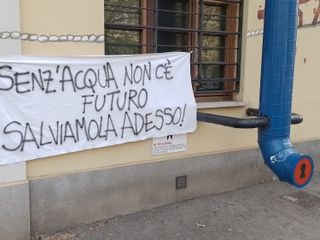 SENZ'ACQUA NON C'È
FUTURO
SALVIAMOLA ADESSO!